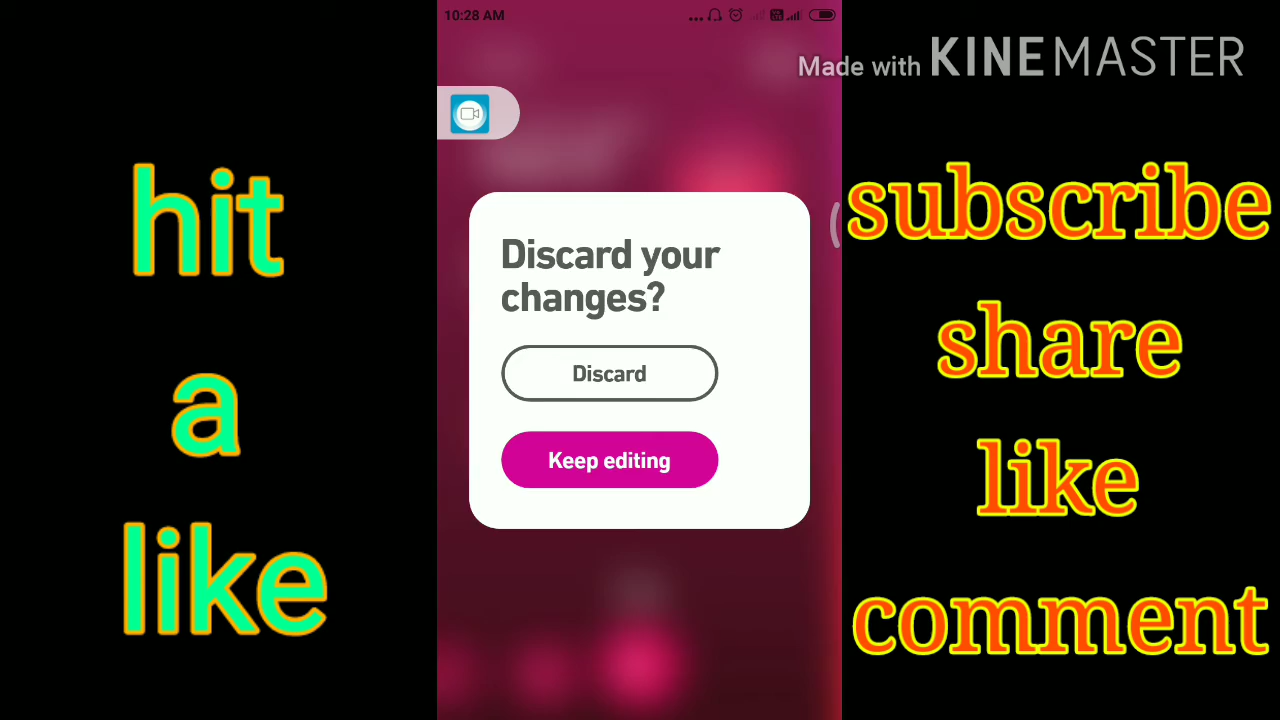 10:28 AM
Made with KINEMASTER
hit
a
like
Discard your
changes?
Discard
Keep editing
subscribe
share
like
comment